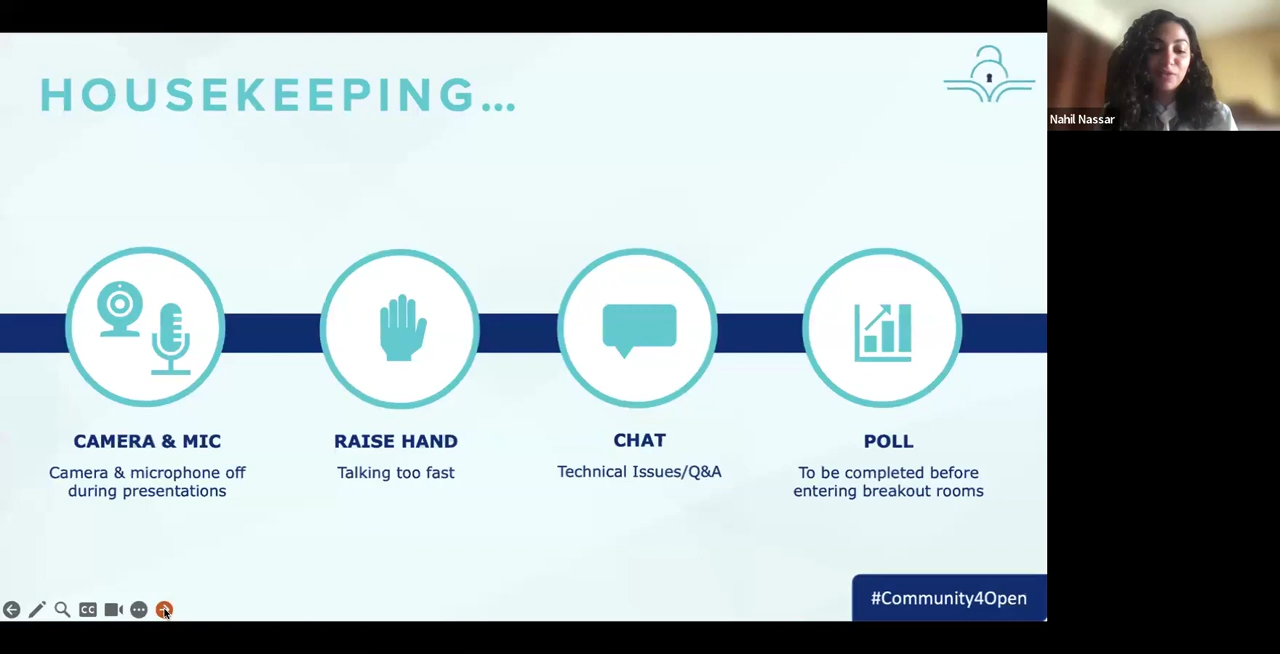 HOUSEKEEPING...
Nahil Nassar
CAMERA & MIC
Camera & microphone off
during presentations
RAISE HAND
Talking too fast
CHAT
Technical Issues/Q&A
POLL
To be completed before
entering breakout rooms
CC
#Community4Open